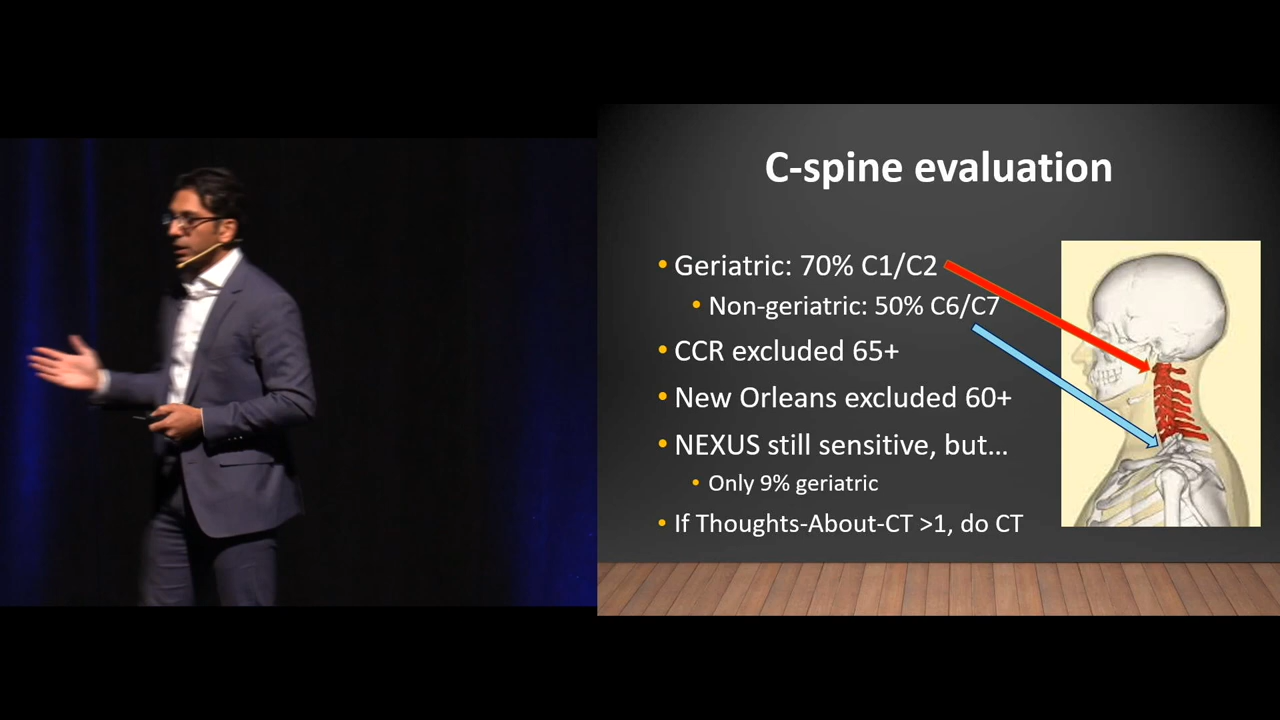 C-spine evaluation
• Geriatric: 70% C1/C2
• Non-geriatric: 50% C6/C7
• CCR excluded 65+
• New Orleans excluded 60+
• NEXUS still sensitive, but…
• Only 9% geriatric
• If Thoughts-About-CT >1, do CT